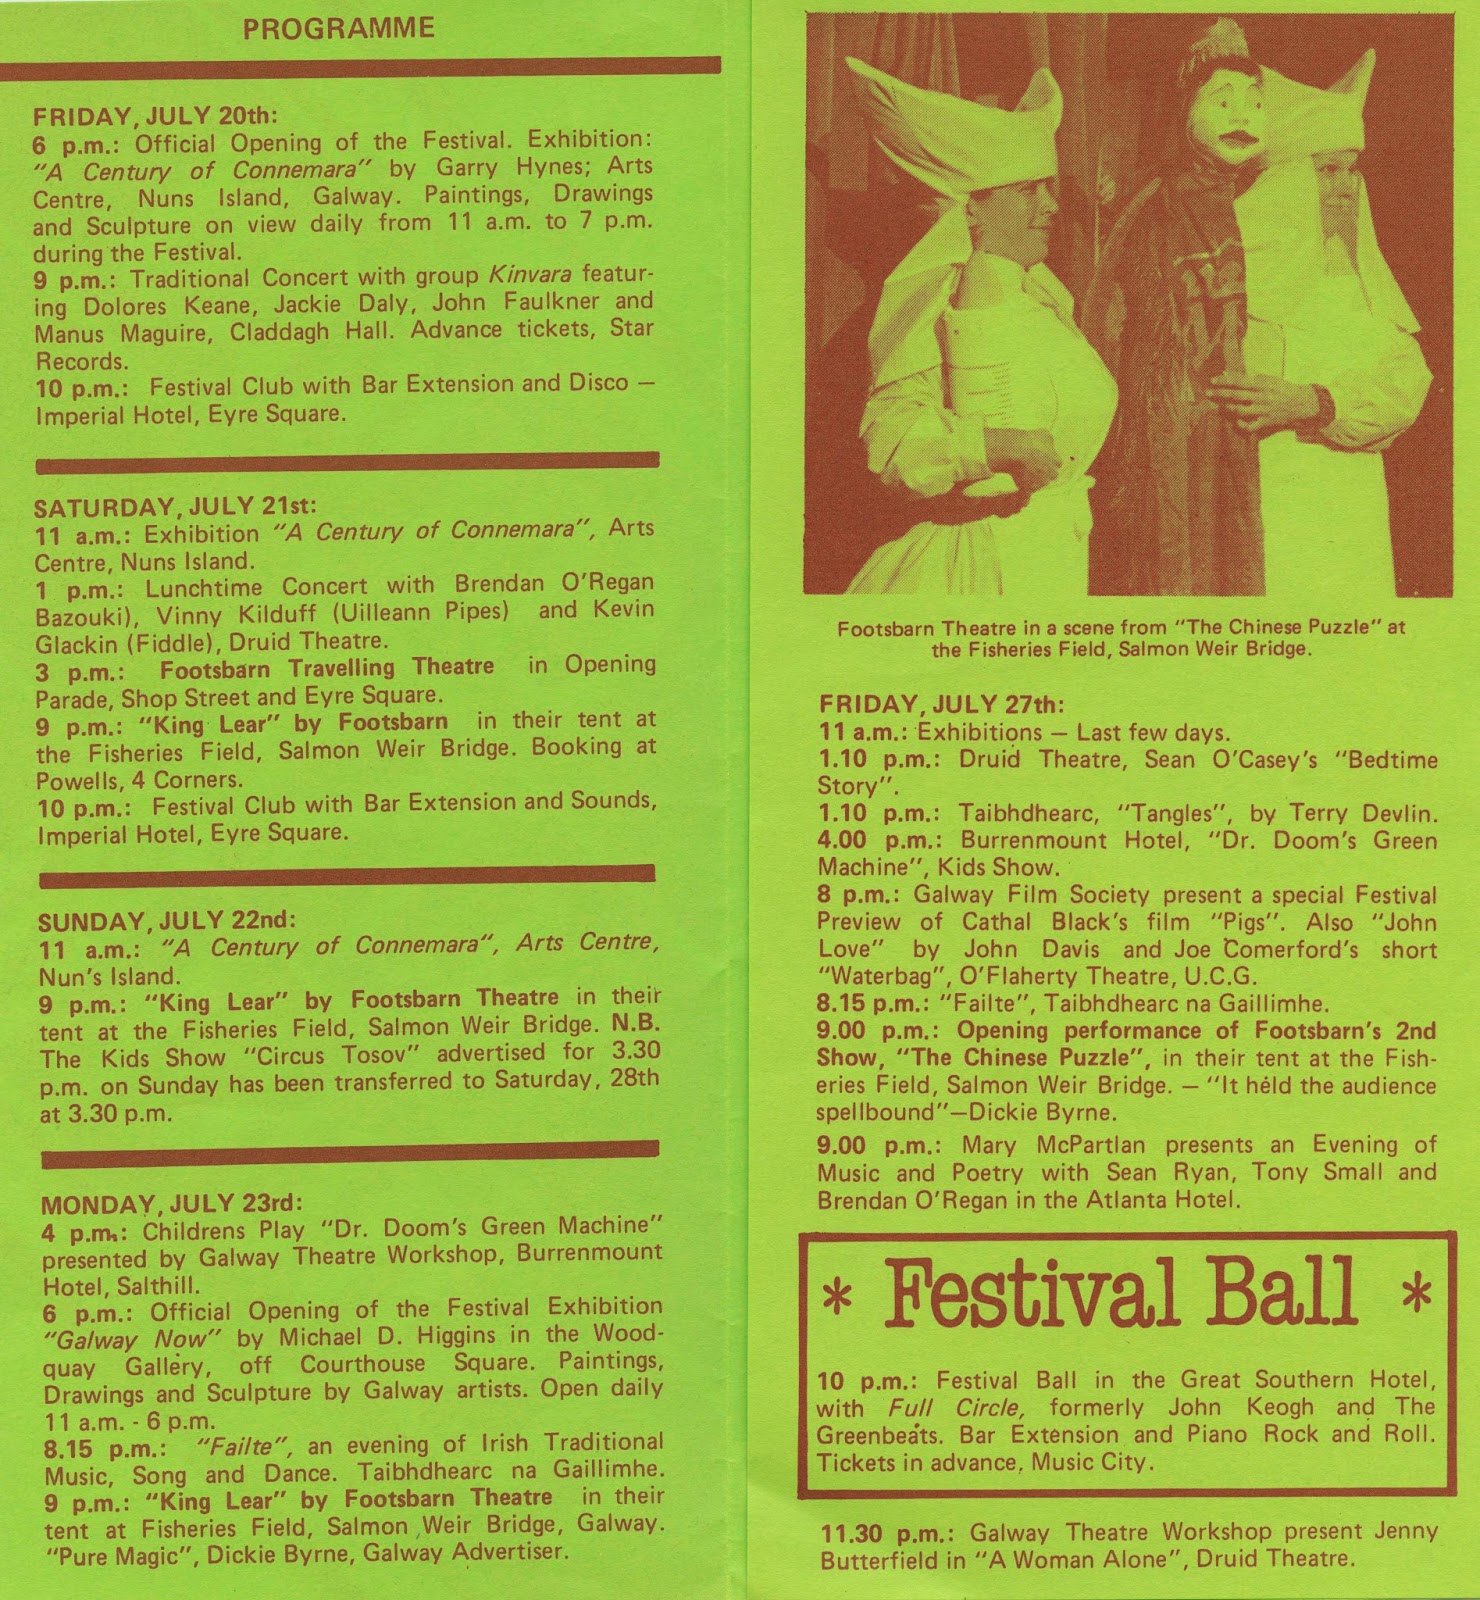 PROGRAMME
FRIDAY, JULY 20th:
6 p.m.: Official Opening of the Festival. Exhibition:
"A Century of Connemara" by Garry Hynes; Arts
Centre, Nuns Island, Galway. Paintings, Drawings
and Sculpture on view daily from 11 a.m. to 7 p.m.
during the Festival.
9 p.m.: Traditional Concert with group Kinvara featur-
ing Dolores Keane, Jackie Daly, John Faulkner and
Manus Maguire, Claddagh Hall. Advance tickets, Star
Records.
10 p.m.: Festival Club with Bar Extension and Disco —
Imperial Hotel, Eyre Square.
SATURDAY, JULY 21st:
11 a.m.: Exhibition "A Century of Connemara", Arts
Centre, Nuns Island.
1 p.m.: Lunchtime Concert with Brendan O'Regan
Bazouki), Vinny Kilduff (Uilleann Pipes) and Kevin
Glackin (Fiddle), Druid Theatre.
3 p.m.: Footsbarn Travelling Theatre in Opening
Parade, Shop Street and Eyre Square.
9 p.m.: "King Lear" by Footsbarn in their tent at
the Fisheries Field, Salmon Weir Bridge. Booking at
Powells, 4 Corners.
10 p.m.: Festival Club with Bar Extension and Sounds,
Imperial Hotel, Eyre Square.
SUNDAY, JULY 22nd:
11 a.m.: "A Century of Connemara", Arts Centre,
Nun's Island.
9 p.m.: "King Lear" by Footsbarn Theatre in their
tent at the Fisheries Field, Salmon Weir Bridge. N.B.
The Kids Show "Circus Tosov" advertised for 3.30
p.m. on Sunday has been transferred to Saturday, 28th
at 3.30 p.m.
MONDAY, JULY 23rd:
4 p.m.: Childrens Play "Dr. Doom's Green Machine"
presented by Galway Theatre Workshop, Burrenmount
Hotel, Salthill.
6 p.m.: Official Opening of the Festival Exhibition
"Galway Now" by Michael D. Higgins in the Wood-
quay Gallery, off Courthouse Square. Paintings,
Drawings and Sculpture by Galway artists. Open daily
11 a.m. - 6 p.m.
8.15 p.m.: "Failte", an evening of Irish Traditional
Music, Song and Dance. Taibhdhearc na Gaillimhe.
9 p.m.: "King Lear" by Footsbarn Theatre in their
tent at Fisheries Field, Salmon Weir Bridge, Galway.
"Pure Magic", Dickie Byrne, Galway Advertiser.
Footsbarn Theatre in a scene from "The Chinese Puzzle" at
the Fisheries Field, Salmon Weir Bridge.
FRIDAY, JULY 27th:
11 a.m.: Exhibitions — Last few days.
1.10 p.m.: Druid Theatre, Sean O'Casey's "Bedtime
Story".
1.10 p.m.: Taibhdhearc, "Tangles", by Terry Devlin.
4.00 p.m.: Burrenmount Hotel, "Dr. Doom's Green
Machine", Kids Show.
8 p.m.: Galway Film Society present a special Festival
Preview of Cathal Black's film "Pigs". Also "John
Love" by John Davis and Joe Comerford's short
"Waterbag", O'Flaherty Theatre, U.C.G.
8.15 p.m.: "Failte", Taibhdhearc na Gaillimhe.
9.00 p.m.: Opening performance of Footsbarn's 2nd
Show, "The Chinese Puzzle", in their tent at the Fish-
eries Field, Salmon Weir Bridge. — "It held the audience
spellbound"—Dickie Byrne.
9.00 p.m.: Mary McPartlan presents an Evening of
Music and Poetry with Sean Ryan, Tony Small and
Brendan O'Regan in the Atlanta Hotel.
* Festival Ball *
10 p.m.: Festival Ball in the Great Southern Hotel,
with Full Circle, formerly John Keogh and The
Greenbeats. Bar Extension and Piano Rock and Roll.
Tickets in advance, Music City.
11.30 p.m.: Galway Theatre Workshop present Jenny
Butterfield in "A Woman Alone", Druid Theatre.